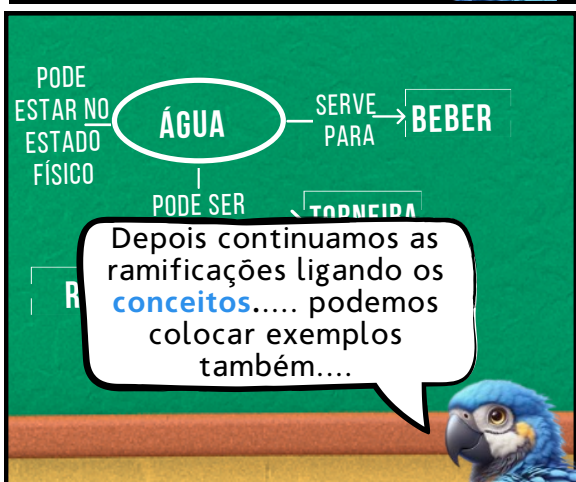 PODE
ESTAR NO
ESTADO
FÍSICO
ÁGUA
SERVE
PARA
BEBER
PODE SER
TORNEIRA
R
Depois continuamos as
ramificações ligando os
conceitos..... podemos
colocar exemplos
também....